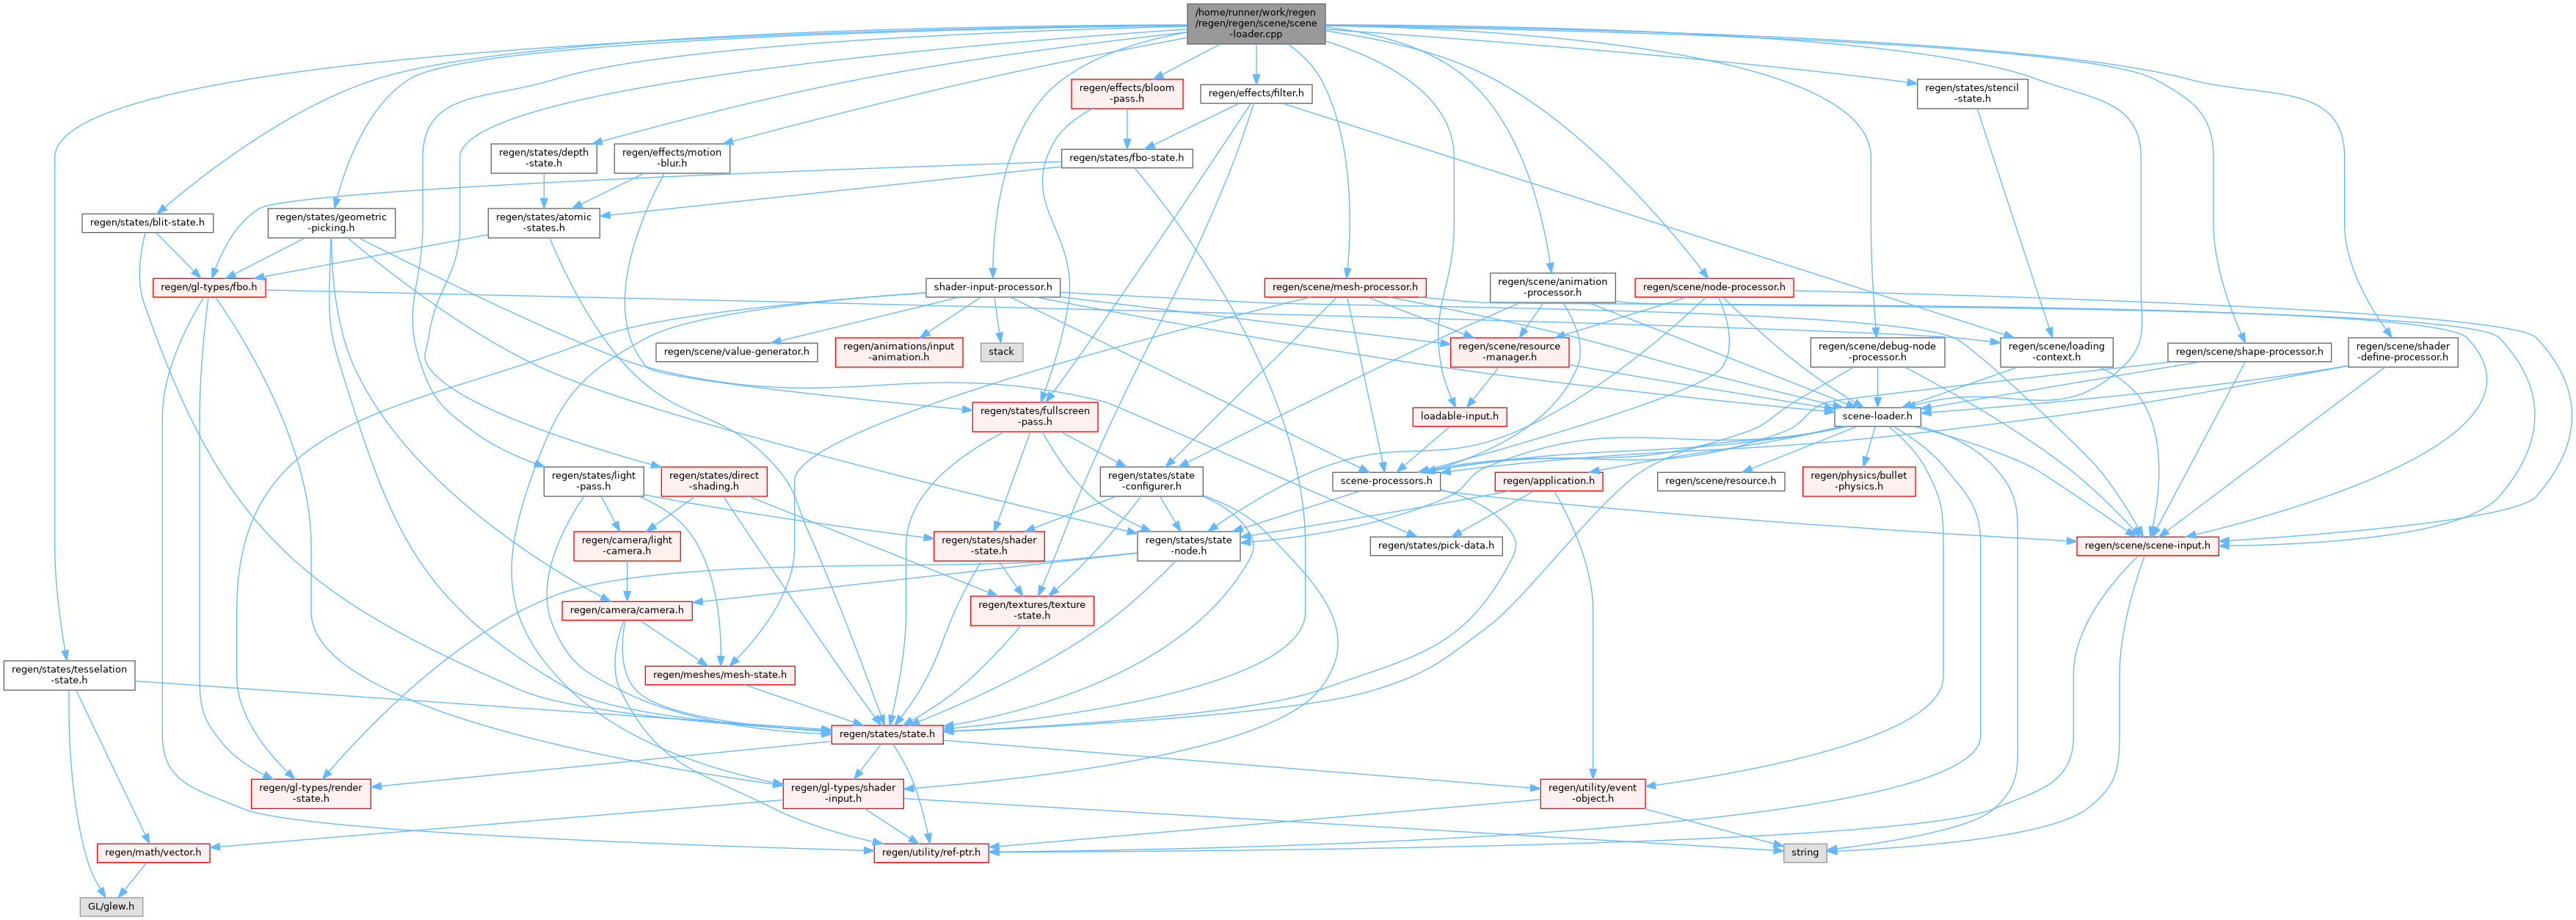 /home/runner/work/regen
/regen/regen/scene/scene
-loader.cpp
regen/effects/bloom
-pass.h
regen/effects/filter.h
regen/states/stencil
-state.h
regen/states/depth
-state.h
regen/effects/motion
-blur.h
regen/states/fbo-state.h
regen/states/blit-state.h
regen/states/geometric
-picking.h
regen/states/atomic
-states.h
regen/gl-types/fbo.h
shader-input-processor.h
regen/scene/mesh-processor.h
regen/scene/animation
-processor.h
regen/scene/node-processor.h
regen/scene/value-generator.h
regen/animations/input
-animation.h
stack
regen/scene/resource
-manager.h
regen/scene/debug-node
-processor.h
regen/scene/loading
-context.h
regen/scene/shape-processor.h
regen/scene/shader
-define-processor.h
regen/states/fullscreen
-pass.h
loadable-input.h
scene-loader.h
regen/states/light
-pass.h
regen/states/direct
-shading.h
regen/states/state
-configurer.h
scene-processors.h
regen/application.h
regen/scene/resource.h
regen/physics/bullet
-physics.h
regen/camera/light
-camera.h
regen/states/shader
-state.h
regen/states/state
-node.h
regen/states/pick-data.h
regen/scene/scene-input.h
regen/camera/camera.h
regen/textures/texture
-state.h
regen/states/tesselation
-state.h
regen/meshes/mesh-state.h
regen/states/state.h
regen/gl-types/render
-state.h
regen/gl-types/shader
-input.h
regen/utility/event
-object.h
regen/math/vector.h
regen/utility/ref-ptr.h
string
GL/glew.h